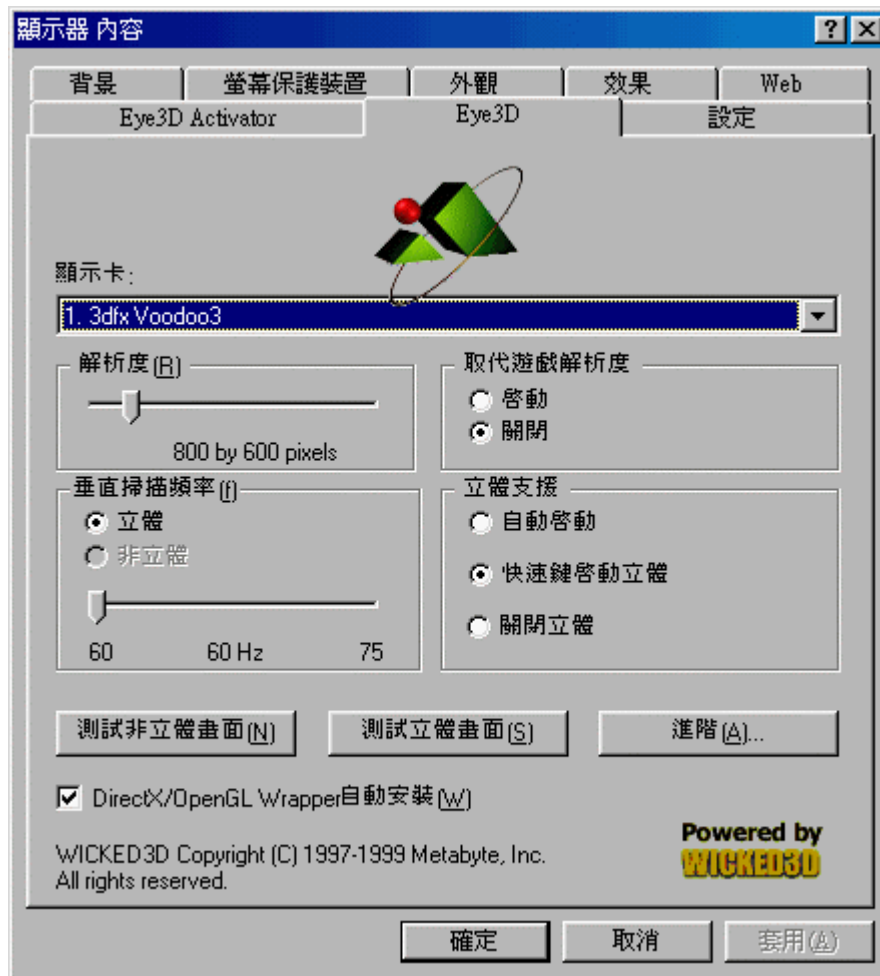 顯示器 內容
背景 螢幕保護裝置 外觀 效果 Web
Eye3D Activator Eye3D 設定
顯示卡:
1. 3dfx Voodoo3
解析度(R)
800 by 600 pixels
取代遊戲解析度
啓動
關閉
垂直掃描頻率(f)
立體
非立體
60 60 Hz 75
立體支援
自動啓動
快速鍵啓動立體
關閉立體
測試非立體畫面(N) 測試立體畫面(S) 進階(A)...
DirectX/OpenGL Wrapper自動安裝(W)
WICKED3D Copyright (C) 1997-1999 Metabyte, Inc.
All rights reserved.
Powered by
WICKED3D
確定 取消 套用(A)